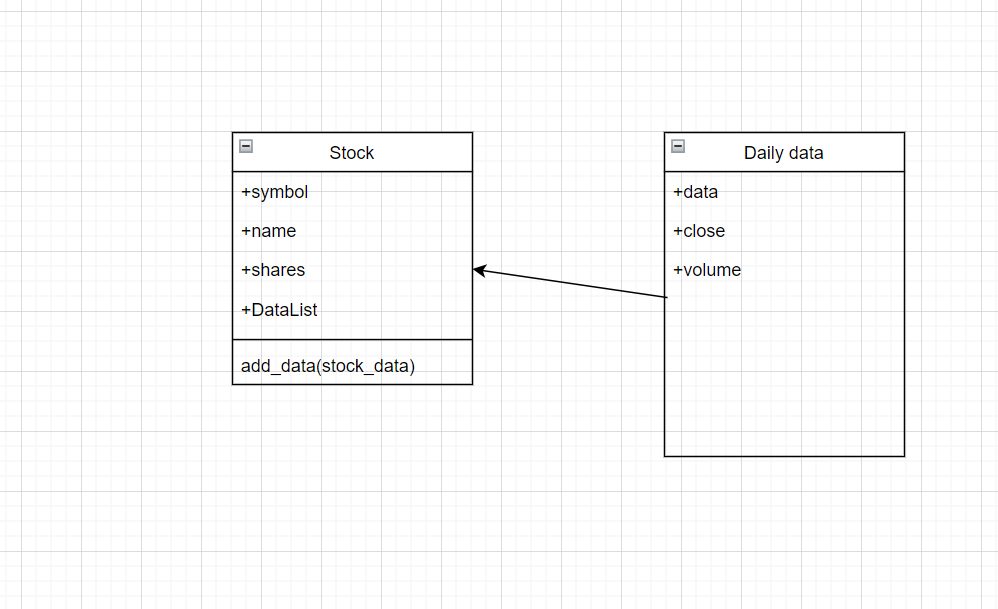 Stock
+symbol
+name
+shares
+DataList
add_data(stock_data)
Daily data
+data
+close
+volume